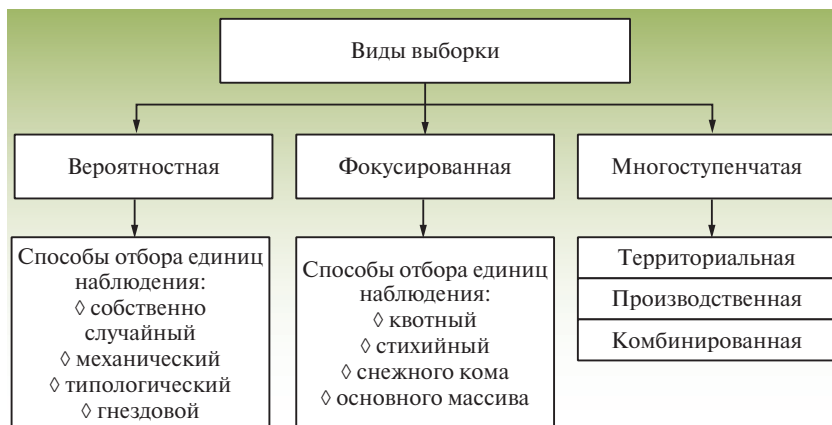 Виды выборки
Вероятностная
Фокусированная
Многоступенчатая
Способы отбора единиц
наблюдения:
◊ собственно
случайный
◊ механический
◊ типологический
◊ гнездовой
Способы отбора единиц
наблюдения:
◊ квотный
◊ стихийный
◊ снежного кома
◊ основного массива
Территориальная
Производственная
Комбинированная